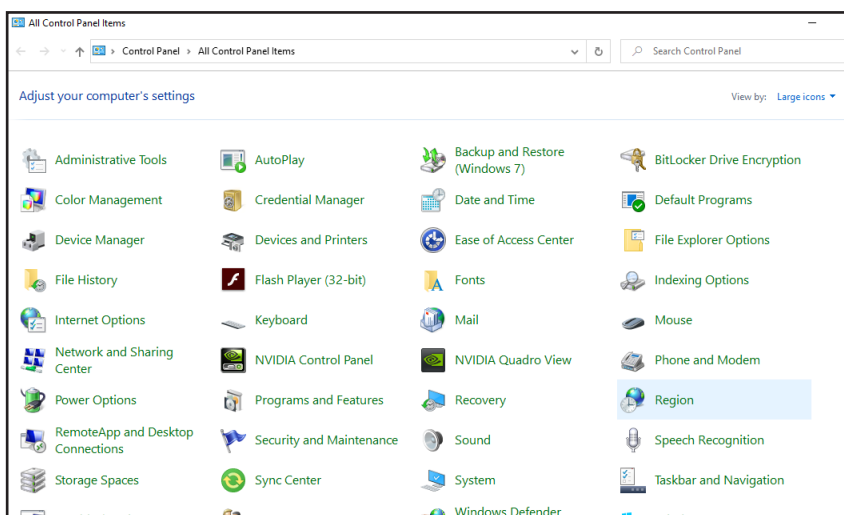 All Control Panel Items
Control Panel › All Control Panel Items
Search Control Panel
Adjust your computer's settings
View by: Large icons
Administrative Tools
AutoPlay
Backup and Restore
(Windows 7)
BitLocker Drive Encryption
Color Management
Credential Manager
Date and Time
Default Programs
Device Manager
Devices and Printers
Ease of Access Center
File Explorer Options
File History
Flash Player (32-bit)
Fonts
Indexing Options
Internet Options
Keyboard
Mail
Mouse
Network and Sharing
Center
NVIDIA Control Panel
NVIDIA Quadro View
Phone and Modem
Power Options
Programs and Features
Recovery
Region
RemoteApp and Desktop
Connections
Security and Maintenance
Sound
Speech Recognition
Storage Spaces
Sync Center
System
Taskbar and Navigation
Windows Defender